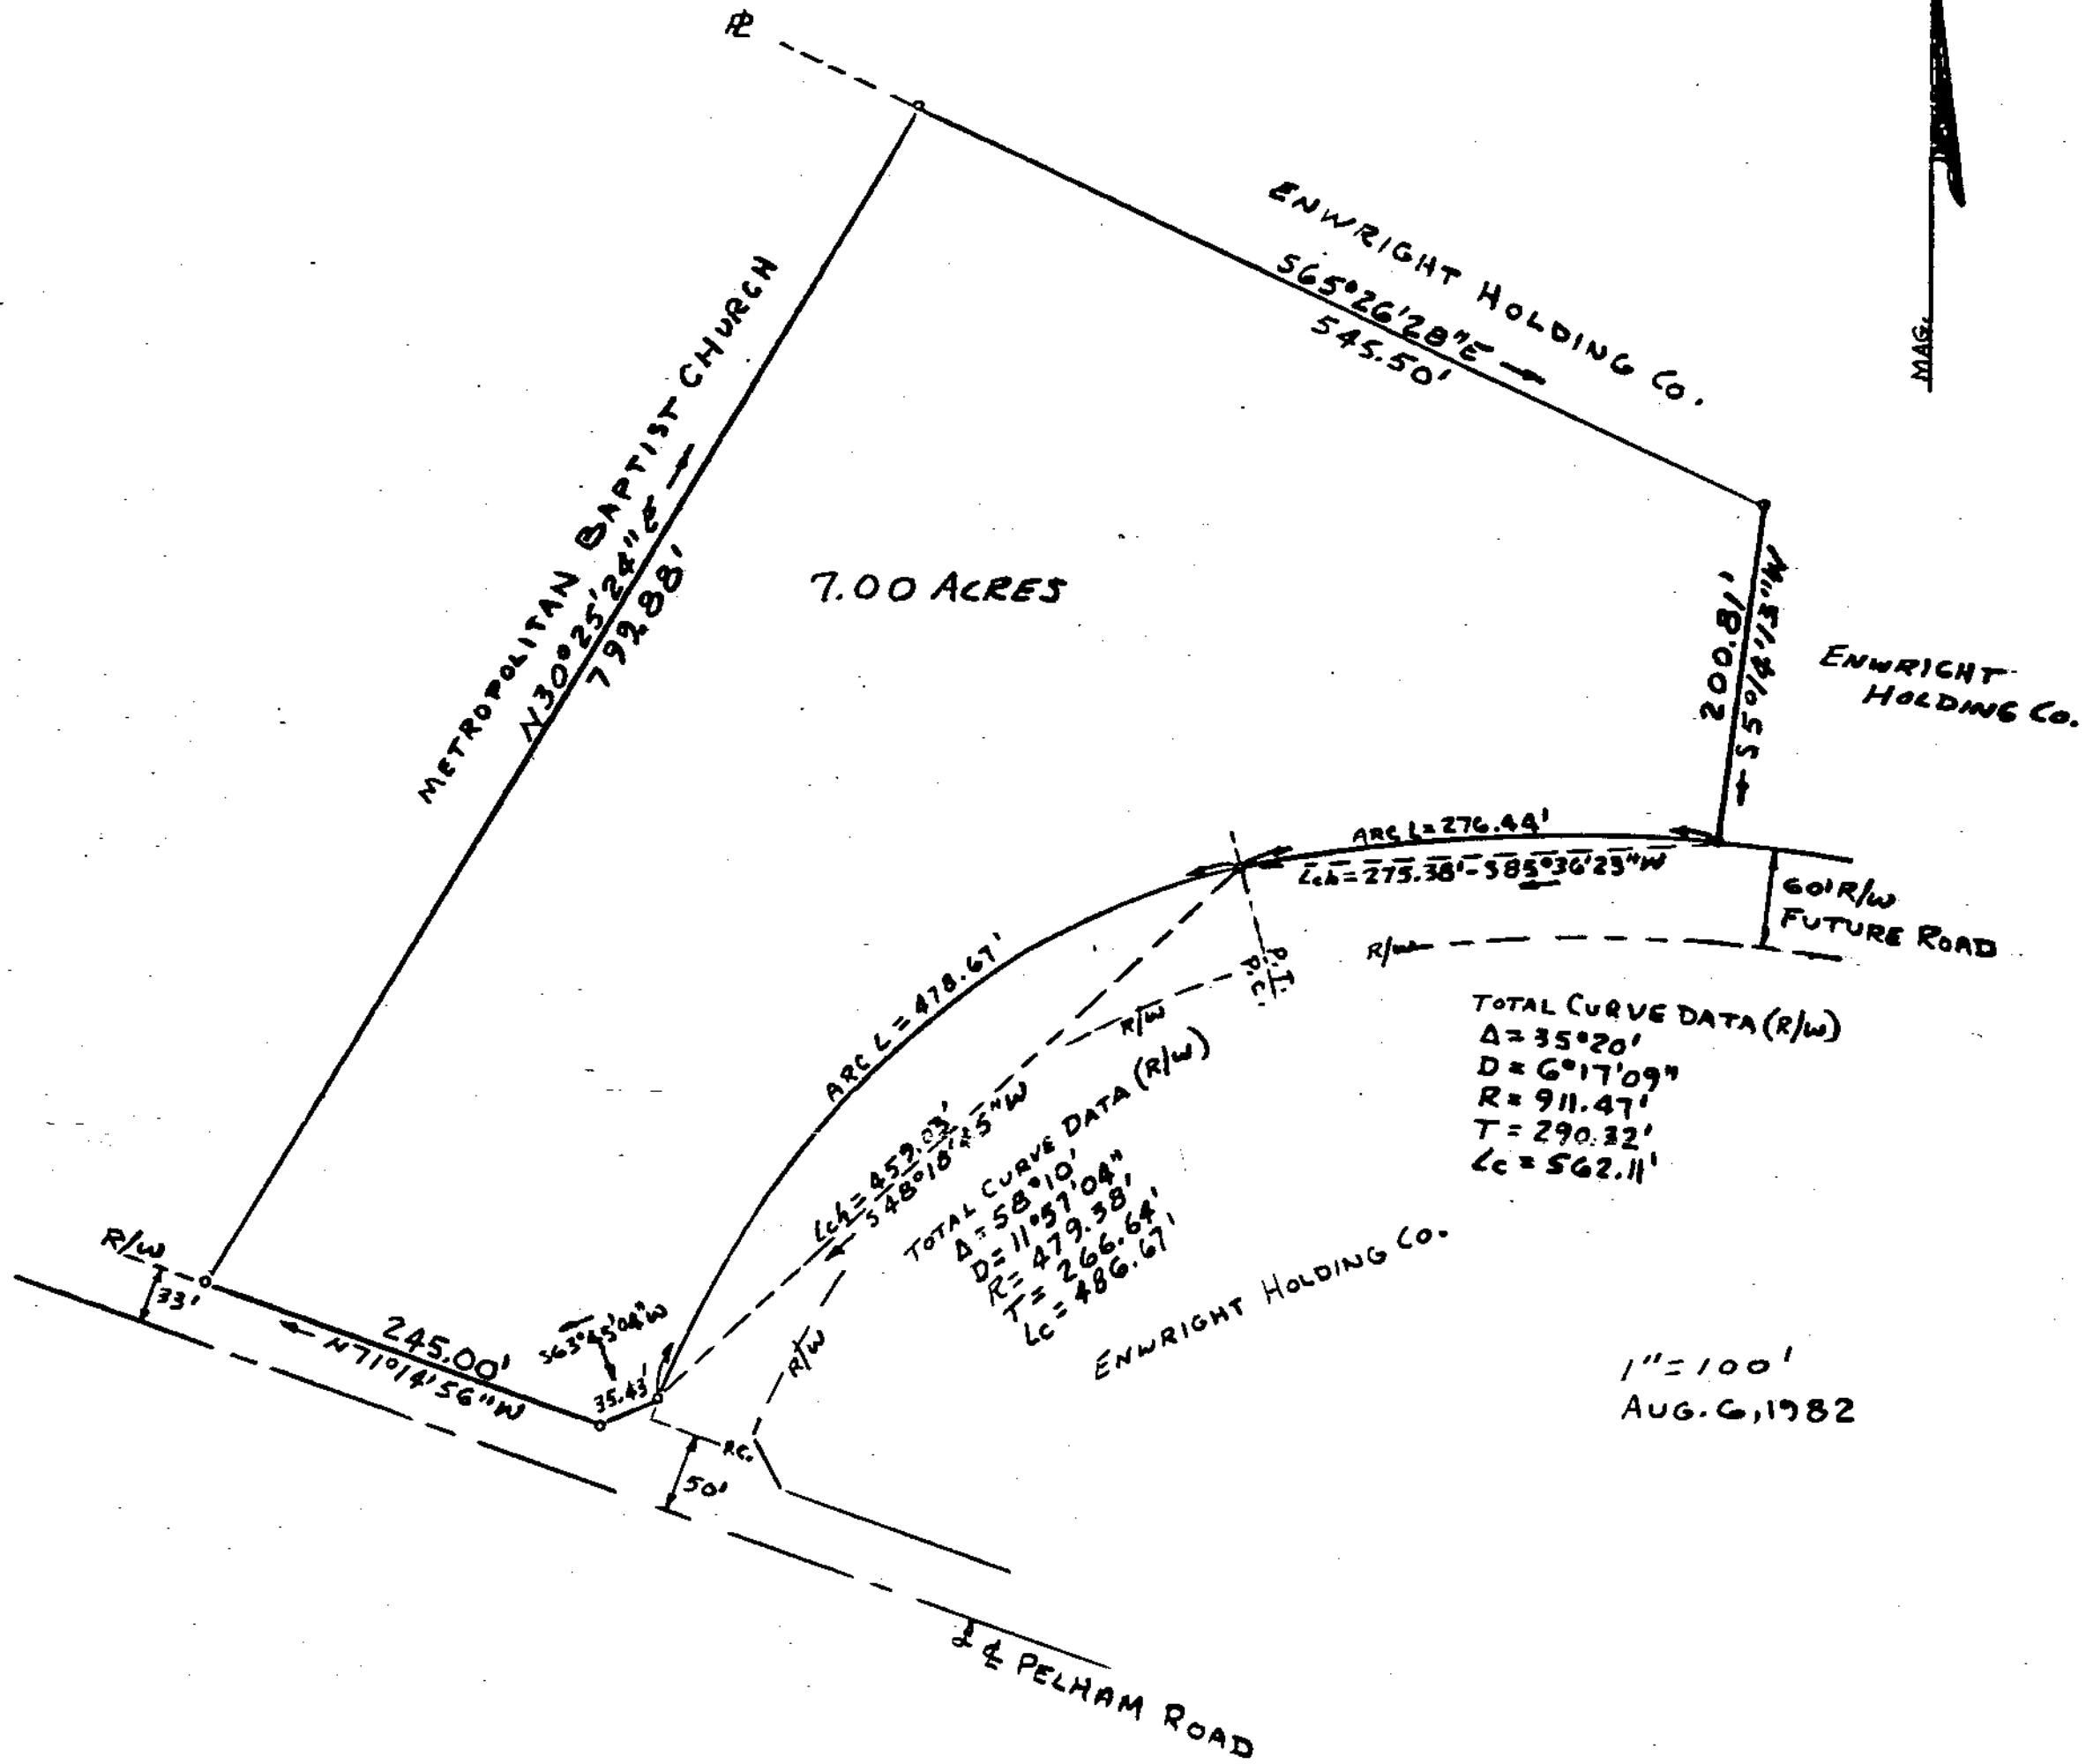 PL
MAG.
ENWRIGHT HOLDING CO.
S65°26'28"E
545.50'
METROPOLITAN BAPTIST CHURCH
N30°25'24"E
799.88'
7.00 ACRES
200.81'
S5°14'13"W
ENWRIGHT
HOLDING CO.
ARC L=276.44'
Lch=275.38'-S85°36'23"W
60'R/W
FUTURE ROAD
R/W
P.T.
P.C.
R/W
ARC L=478.67'
Lch=459.03'
TOTAL CURVE DATA (R/W)
Δ=35°20'
D=6°17'09"
R=911.47'
T=290.32'
Lc=562.11'
TOTAL CURVE DATA (R/W)
Δ=58°10'
D=11°57'04"
R=479.38'
T=266.64'
Lc=486.67'
R/W
33'
245.00'
N71°14'56"W
S63°45'04"W
35.43'
R/W
P.C.
50'
ENWRIGHT HOLDING CO.
1"=100'
AUG.6,1982
℄ PELHAM ROAD